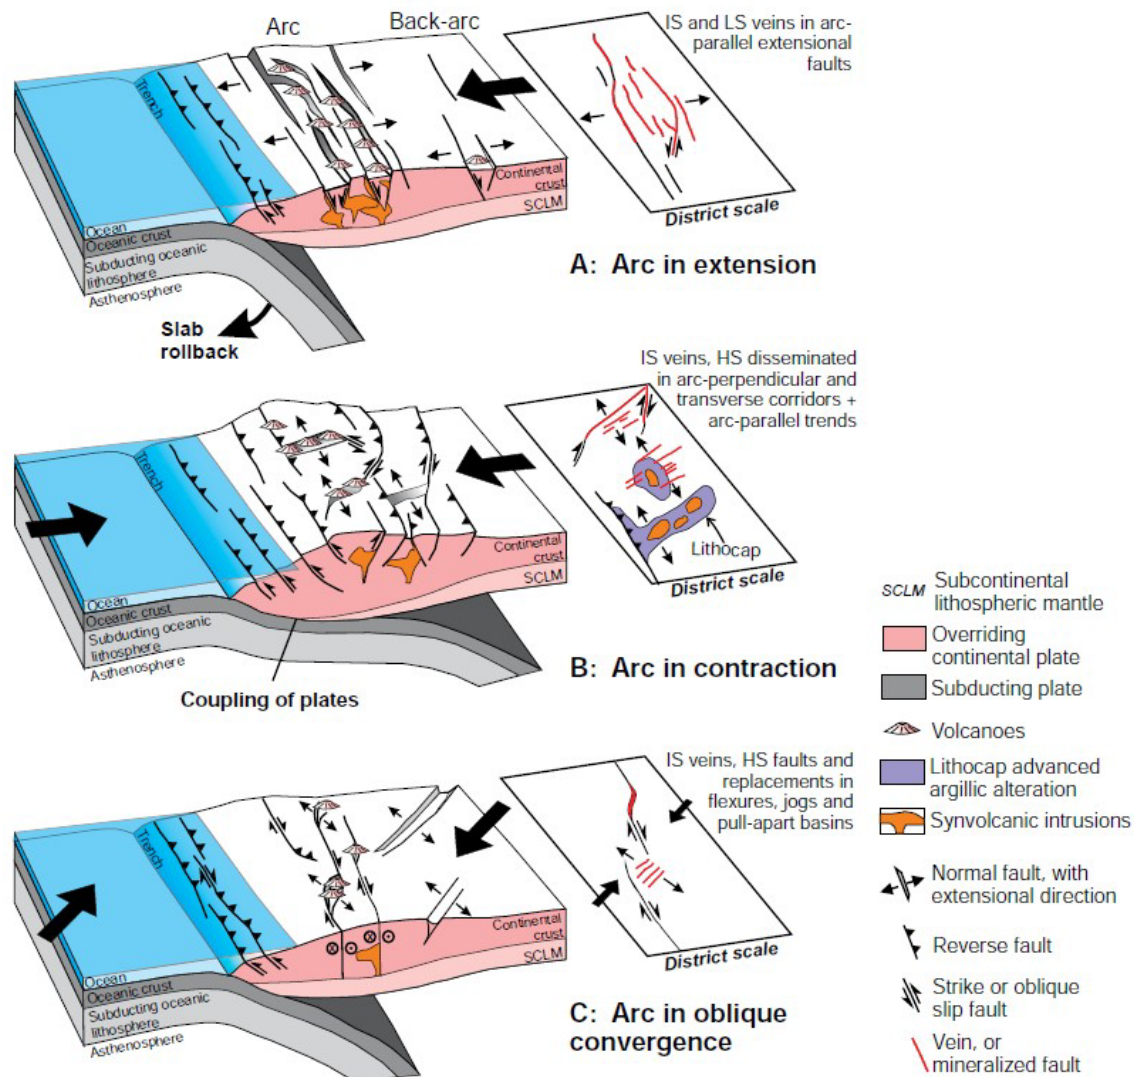 Arc
Back-arc
IS and LS veins in arc-
parallel extensional
faults
Trench
Continental
crust
SCLM
Ocean
Oceanic crust
Subducting oceanic
lithosphere
Asthenosphere
District scale
A: Arc in extension
Slab
rollback
IS veins, HS disseminated
in arc-perpendicular and
transverse corridors +
arc-parallel trends
Trench
Lithocap
Continental
crust
SCLM
Ocean
Oceanic crust
Subducting oceanic
lithosphere
Asthenosphere
District scale
B: Arc in contraction
Coupling of plates
IS veins, HS faults and
replacements in
flexures, jogs and
pull-apart basins
Trench
Continental
crust
SCLM
Ocean
Oceanic crust
Subducting oceanic
lithosphere
Asthenosphere
District scale
C: Arc in oblique
convergence
SCLM Subcontinental
lithospheric mantle
Overriding
continental plate
Subducting plate
Volcanoes
Lithocap advanced
argillic alteration
Synvolcanic intrusions
Normal fault, with
extensional direction
Reverse fault
Strike or oblique
slip fault
Vein, or
mineralized fault